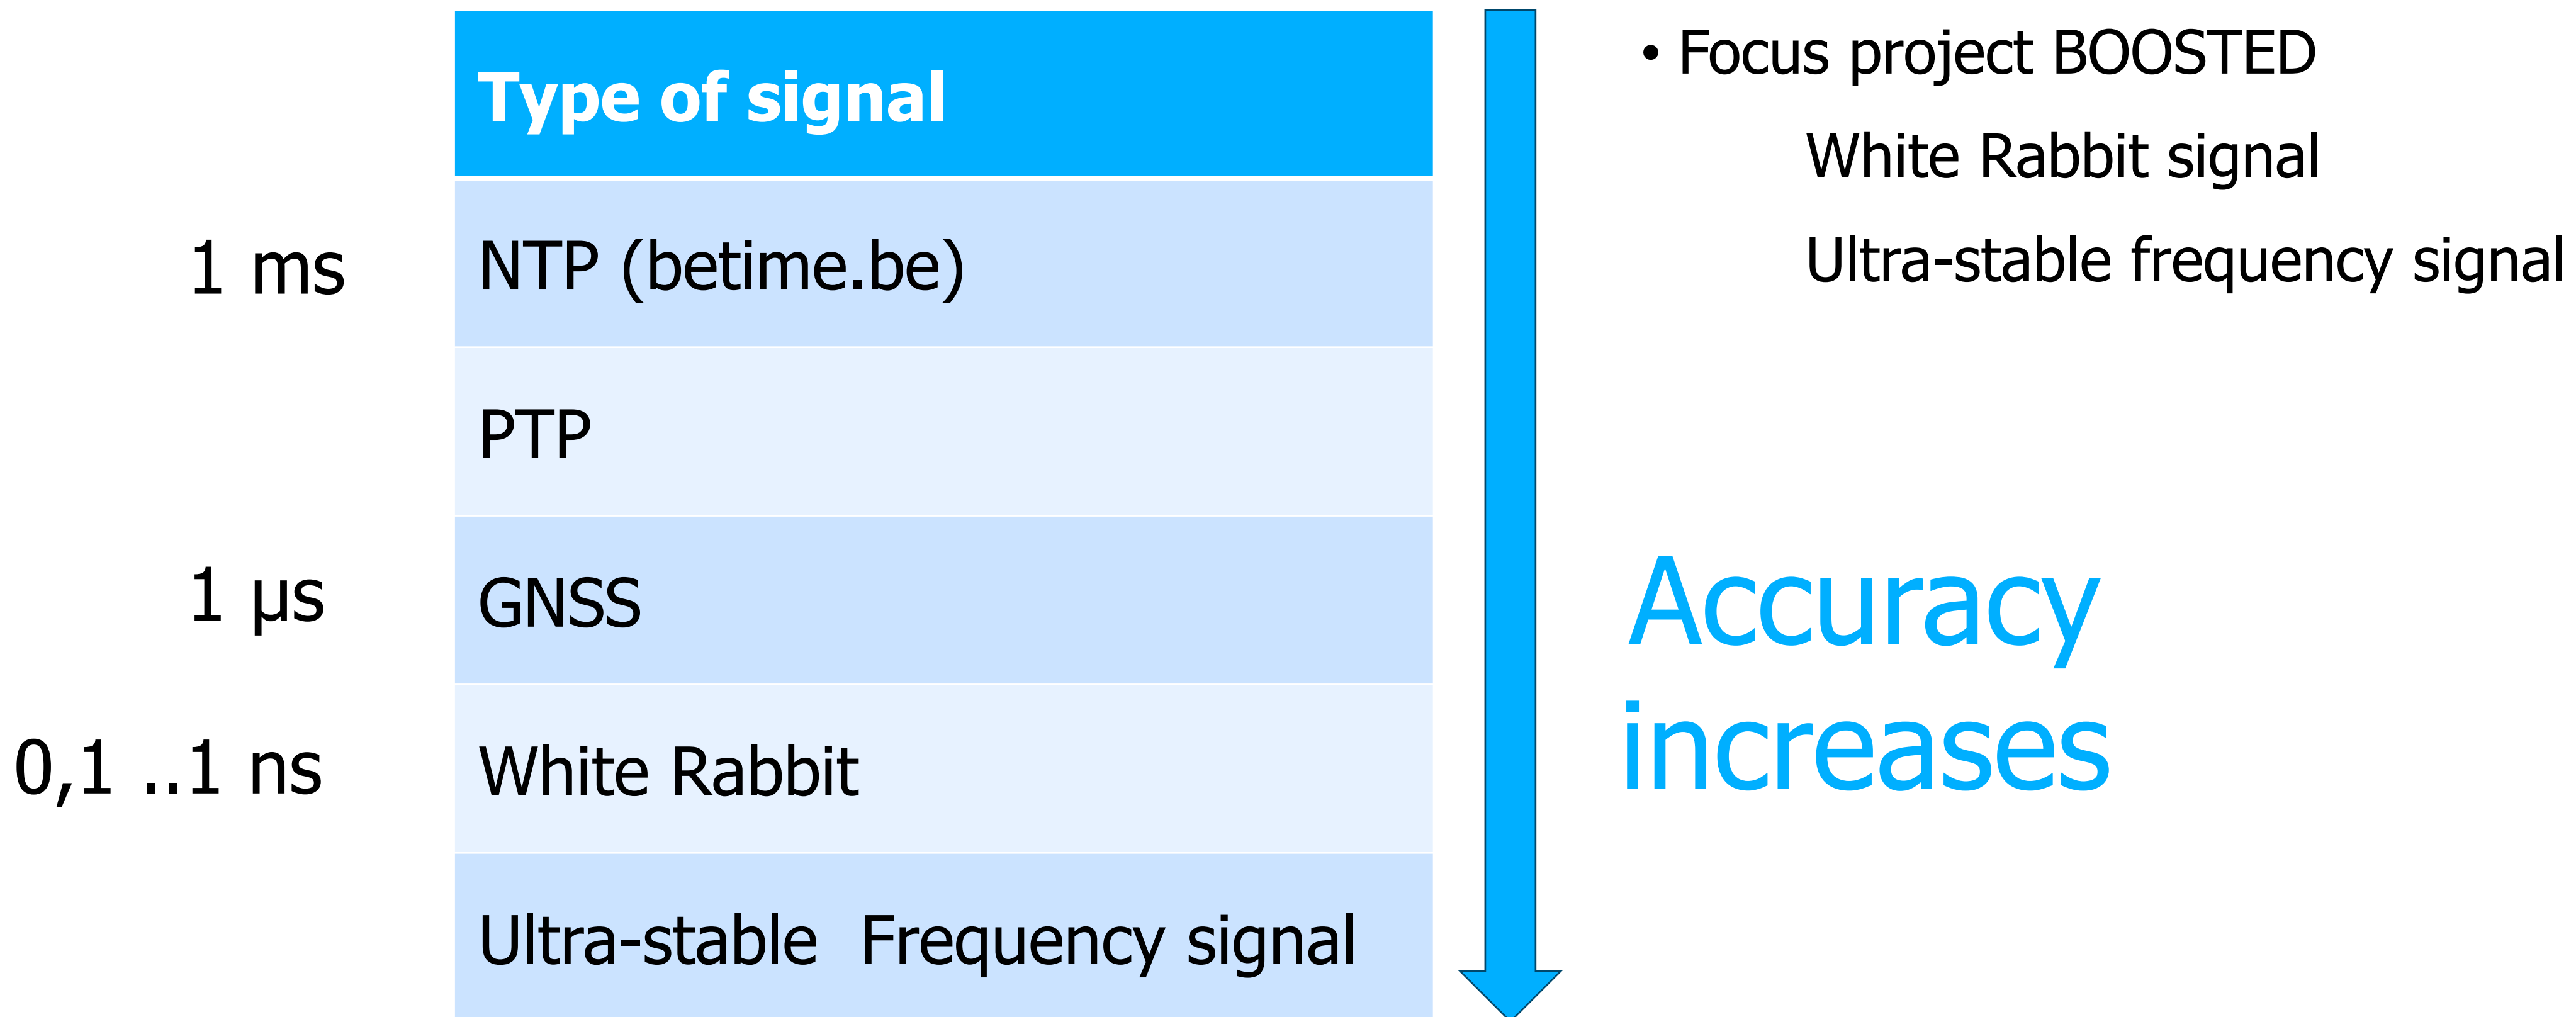 Type of signal
1 ms NTP (betime.be)
PTP
1 µs GNSS
0,1 ..1 ns White Rabbit
Ultra-stable  Frequency signal
• Focus project BOOSTED
White Rabbit signal
Ultra-stable frequency signal
Accuracy
increases